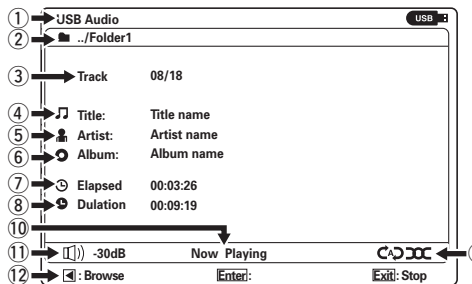 ① USB Audio USB
② ../Folder1
③ Track 08/18
④ Title: Title name
⑤ Artist: Artist name
⑥ Album: Album name
⑦ Elapsed 00:03:26
⑧ Dulation 00:09:19
⑩
⑪ -30dB Now Playing A
⑫ : Browse Enter: Exit: Stop